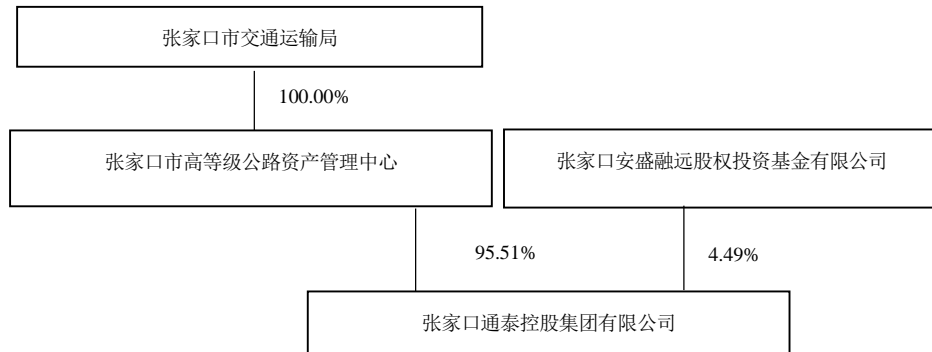 张家口市交通运输局
100.00%
张家口市高等级公路资产管理中心
张家口安盛融远股权投资基金有限公司
95.51%
4.49%
张家口通泰控股集团有限公司